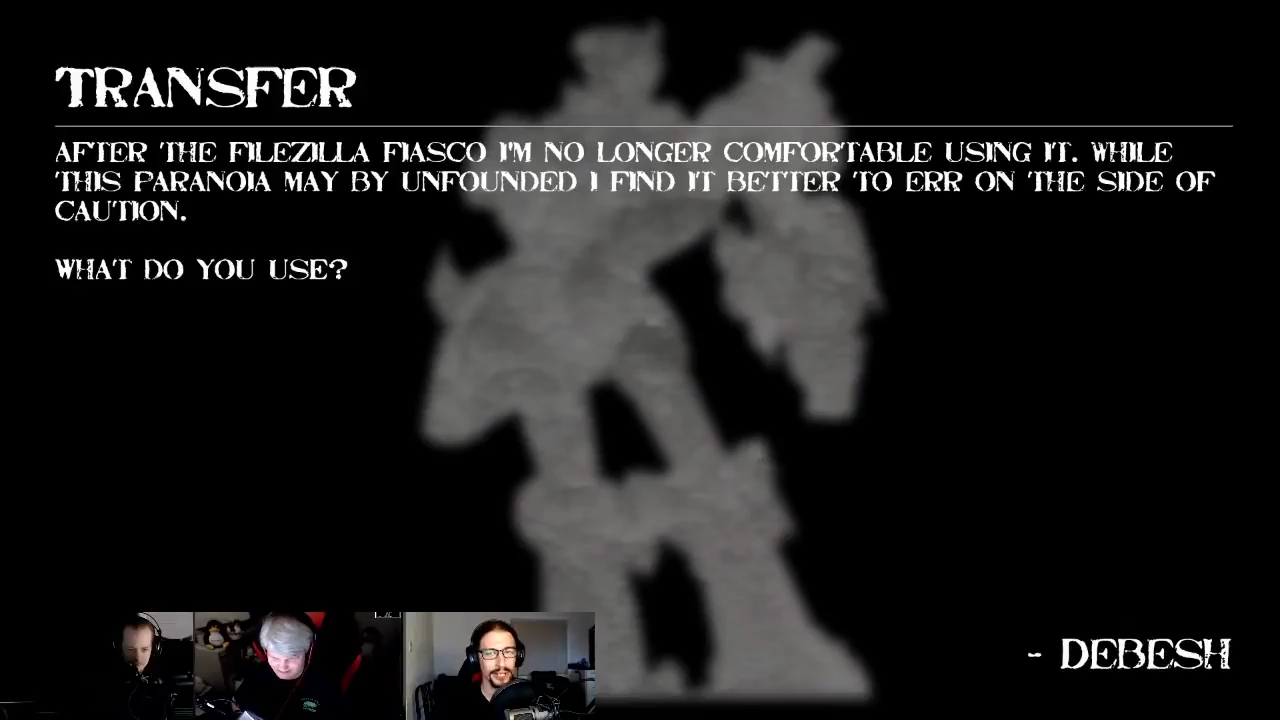 TRANSFER
AFTER THE FILEZILLA FIASCO I'M NO LONGER COMFORTABLE USING IT. WHILE
THIS PARANOIA MAY BY UNFOUNDED I FIND IT BETTER TO ERR ON THE SIDE OF
CAUTION.
WHAT DO YOU USE?
- DEBESH